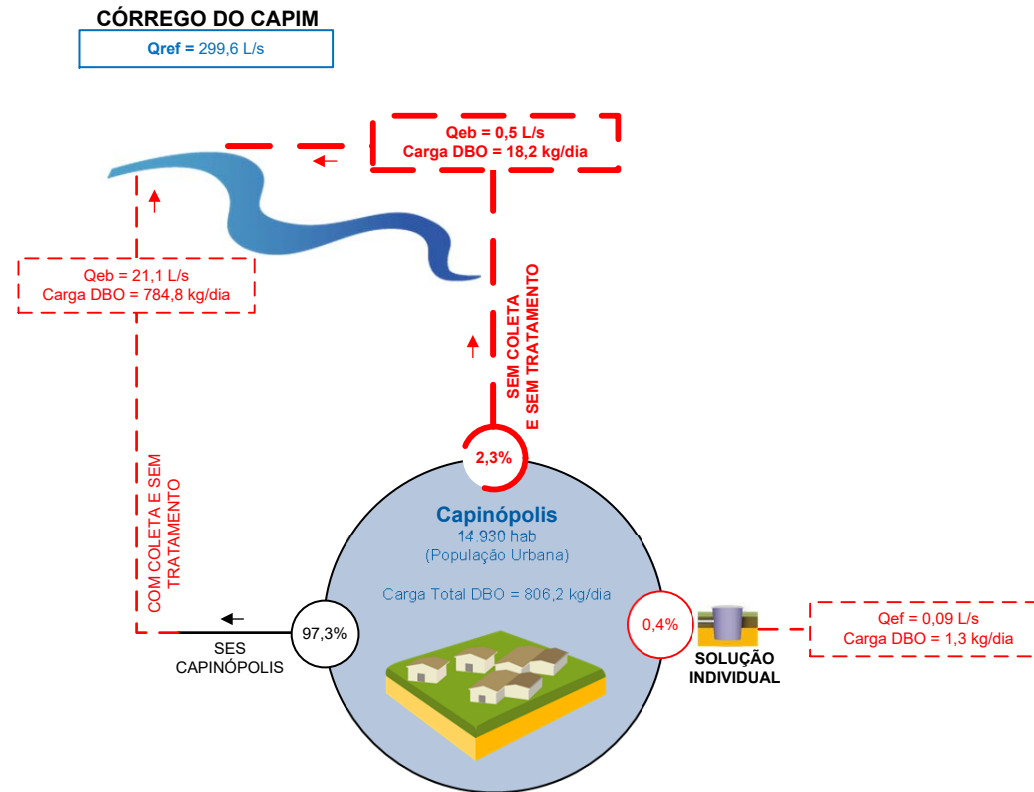 CÓRREGO DO CAPIM
Qref = 299,6 L/s
Qeb = 0,5 L/s
Carga DBO = 18,2 kg/dia
Qeb = 21,1 L/s
Carga DBO = 784,8 kg/dia
SEM COLETA
E SEM TRATAMENTO
COM COLETA E SEM
TRATAMENTO
2,3%
Capinópolis
14.930 hab
(População Urbana)
Carga Total DBO = 806,2 kg/dia
97,3%
SES
CAPINÓPOLIS
0,4%
SOLUÇÃO
INDIVIDUAL
Qef = 0,09 L/s
Carga DBO = 1,3 kg/dia